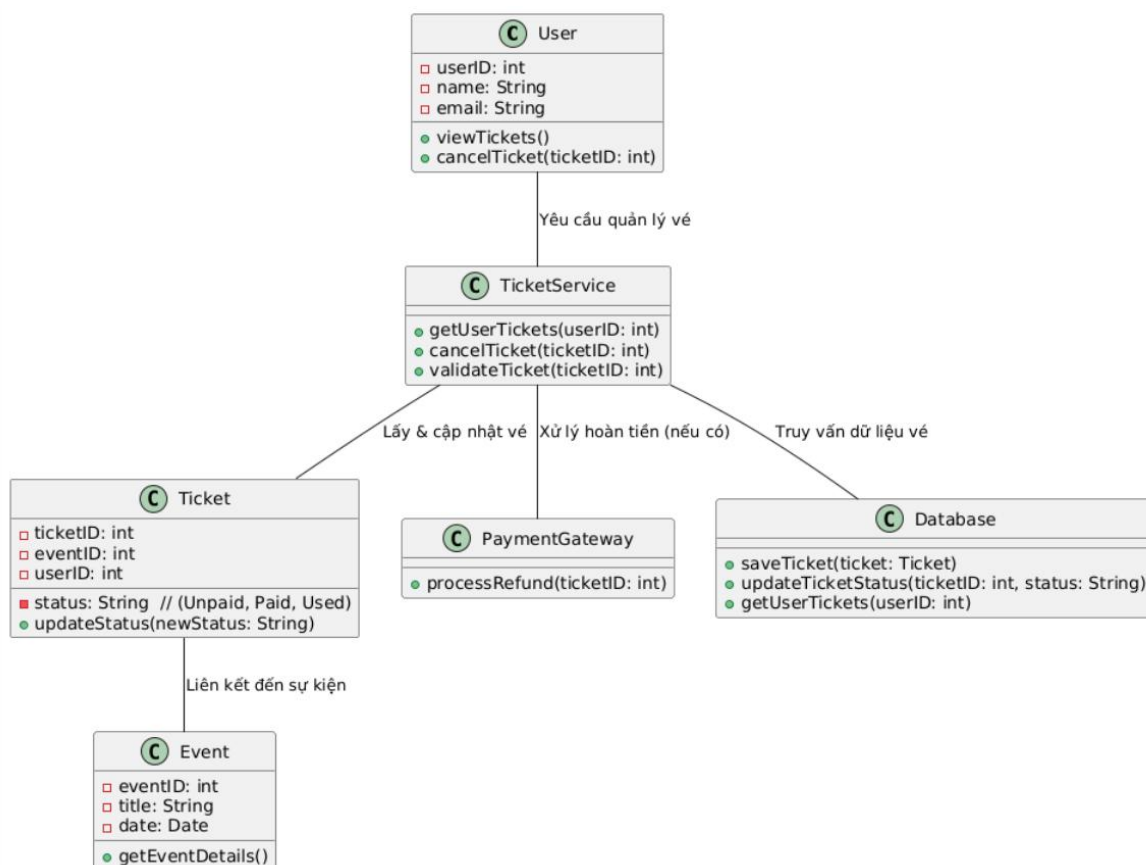 C User
userID: int
name: String
email: String
viewTickets()
cancelTicket(ticketID: int)
Yêu cầu quản lý vé
C TicketService
getUserTickets(userID: int)
cancelTicket(ticketID: int)
validateTicket(ticketID: int)
Lấy & cập nhật vé
Xử lý hoàn tiền (nếu có)
Truy vấn dữ liệu vé
C Ticket
ticketID: int
eventID: int
userID: int
status: String // (Unpaid, Paid, Used)
updateStatus(newStatus: String)
C PaymentGateway
processRefund(ticketID: int)
C Database
saveTicket(ticket: Ticket)
updateTicketStatus(ticketID: int, status: String)
getUserTickets(userID: int)
Liên kết đến sự kiện
C Event
eventID: int
title: String
date: Date
getEventDetails()